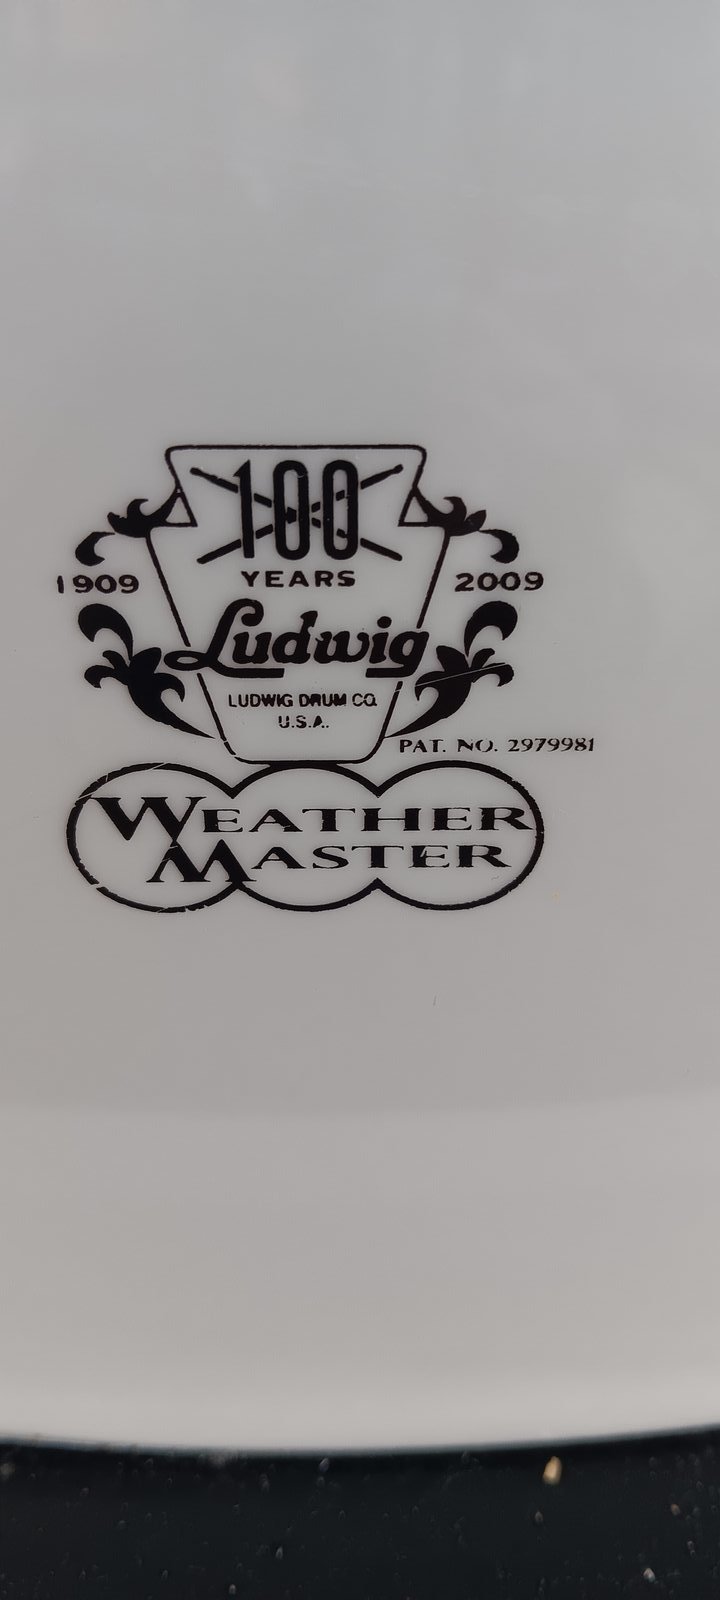 100
YEARS
1909 2009
Ludwig
LUDWIG DRUM CO.
U.S.A.
PAT. NO. 2979981
WEATHER
MASTER